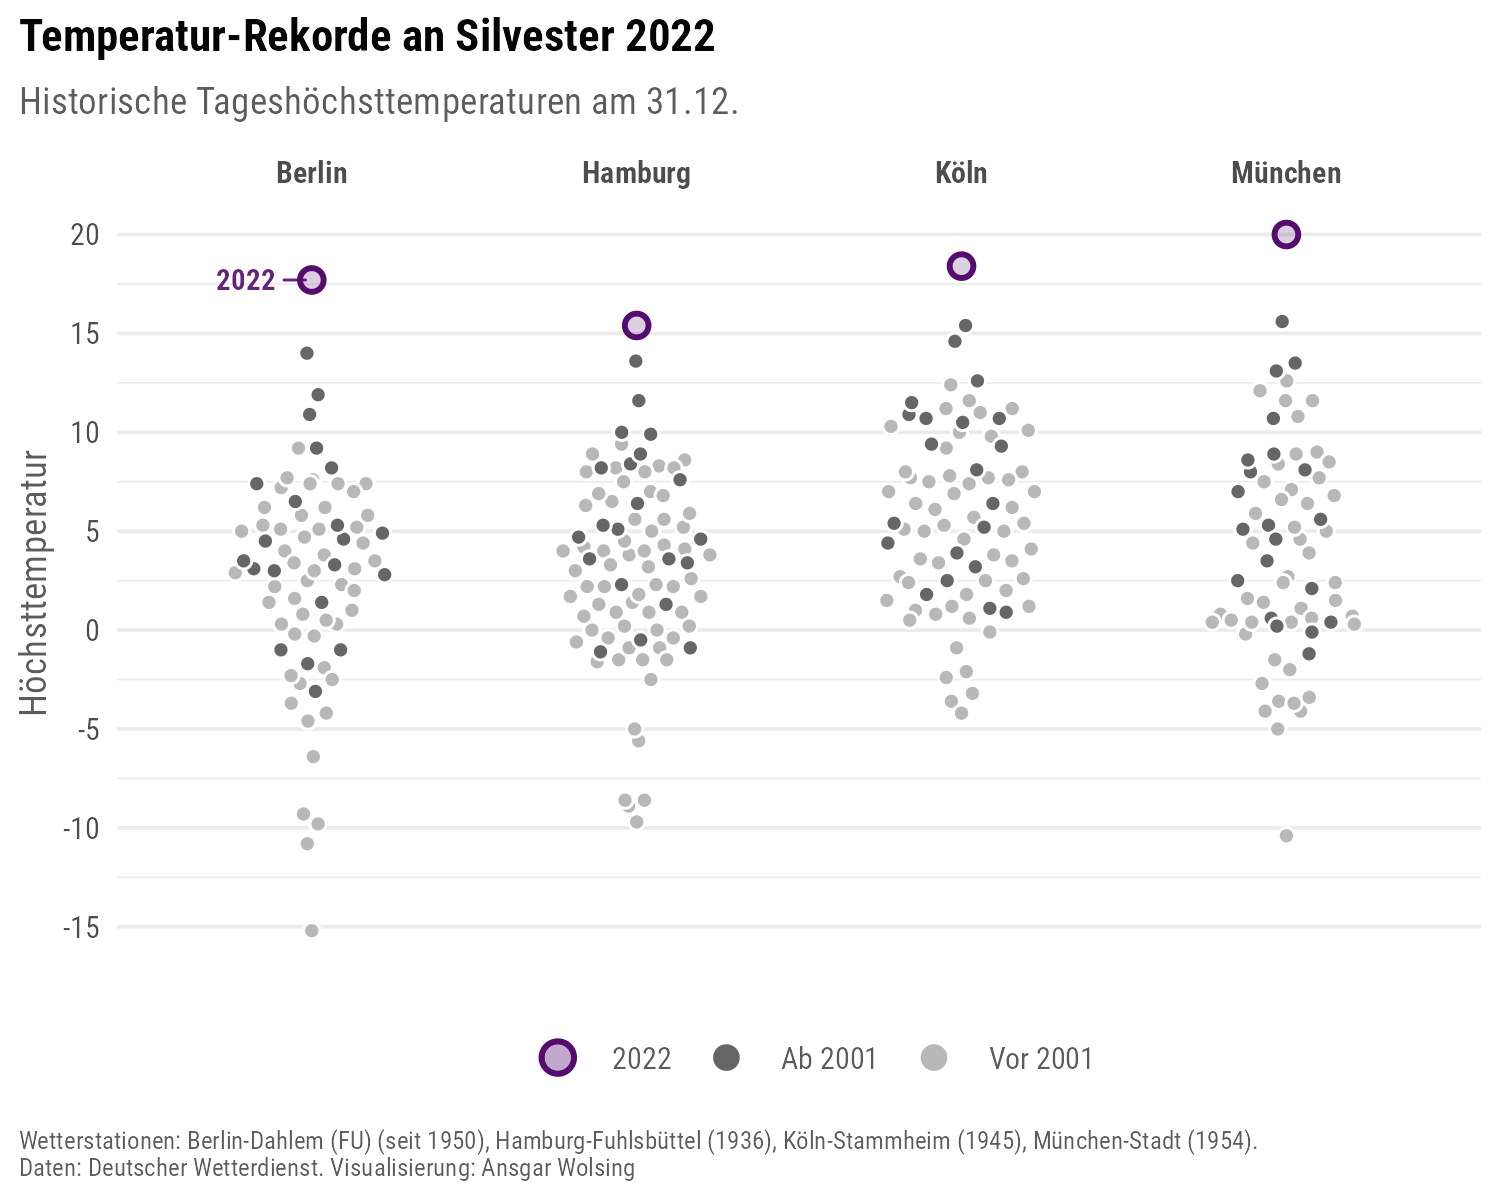 Temperatur-Rekorde an Silvester 2022
Historische Tageshöchsttemperaturen am 31.12.
Berlin Hamburg Köln München
Höchsttemperatur
20
15
10
5
0
-5
-10
-15
2022
2022 Ab 2001 Vor 2001
Wetterstationen: Berlin-Dahlem (FU) (seit 1950), Hamburg-Fuhlsbüttel (1936), Köln-Stammheim (1945), München-Stadt (1954).
Daten: Deutscher Wetterdienst. Visualisierung: Ansgar Wolsing